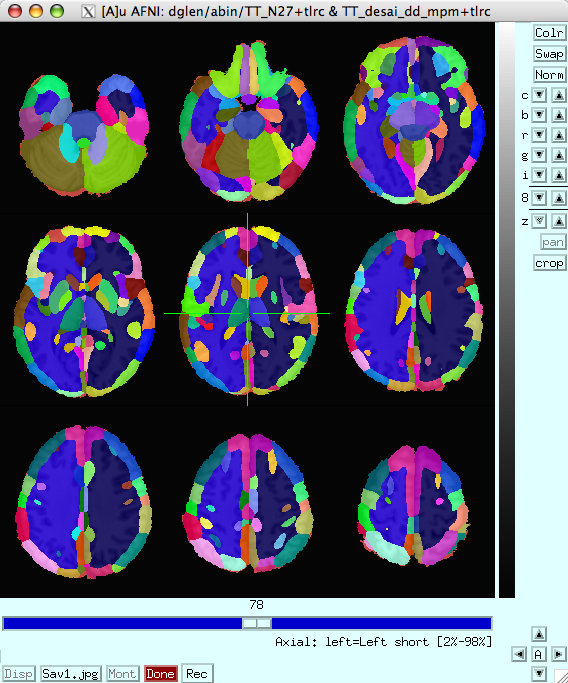 [A]u AFNI: dglen/abin/TT_N27+tlrc & TT_desai_dd_mpm+tlrc
Colr
Swap
Norm
c
b
r
g
i
8
z
pan
crop
78
Axial: left=Left short [2%-98%]
A
Disp Sav1.jpg Mont Done Rec